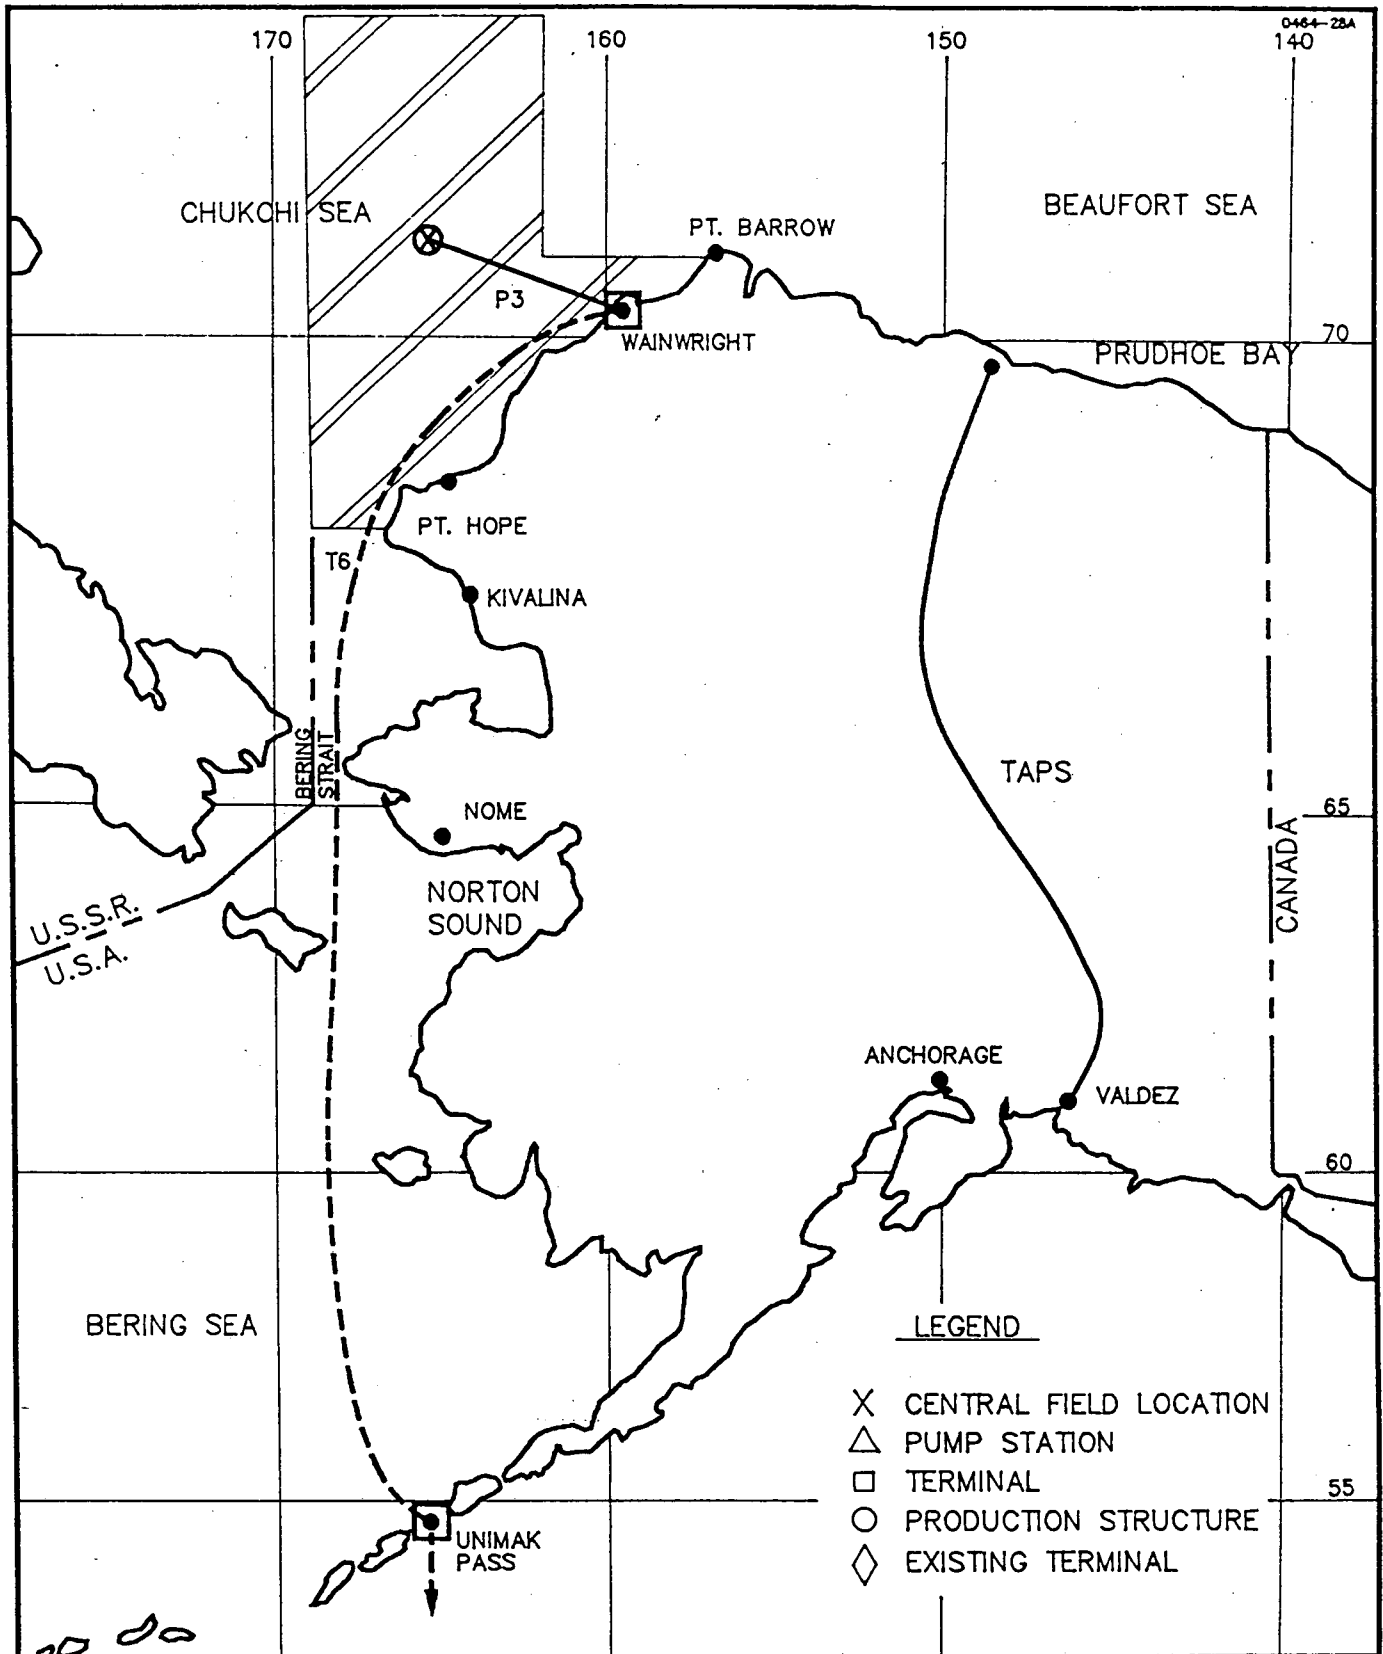 0464-28A
170 160 150 140
CHUKCHI SEA
BEAUFORT SEA
PT. BARROW
P3
WAINWRIGHT
70
PRUDHOE BAY
PT. HOPE
T6
KIVALINA
BERING
STRAIT
TAPS
NOME
65
CANADA
NORTON
SOUND
U.S.S.R.
U.S.A.
ANCHORAGE
VALDEZ
60
BERING SEA
LEGEND
X CENTRAL FIELD LOCATION
PUMP STATION
TERMINAL
PRODUCTION STRUCTURE
EXISTING TERMINAL
55
UNIMAK
PASS